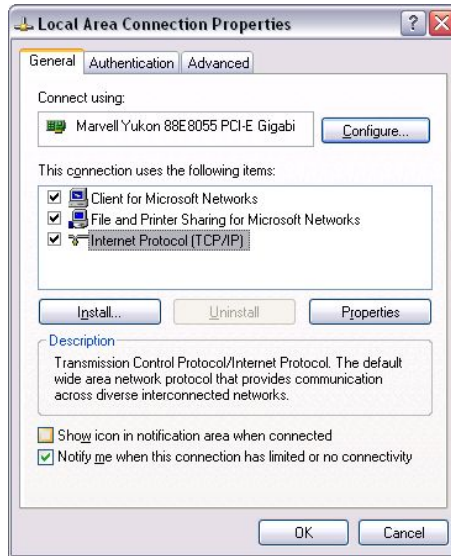 Local Area Connection Properties
General Authentication Advanced
Connect using:
Marvell Yukon 88E8055 PCI-E Gigabi
Configure...
This connection uses the following items:
Client for Microsoft Networks
File and Printer Sharing for Microsoft Networks
Internet Protocol (TCP/IP)
Install... Uninstall Properties
Description
Transmission Control Protocol/Internet Protocol. The default
wide area network protocol that provides communication
across diverse interconnected networks.
Show icon in notification area when connected
Notify me when this connection has limited or no connectivity
OK Cancel